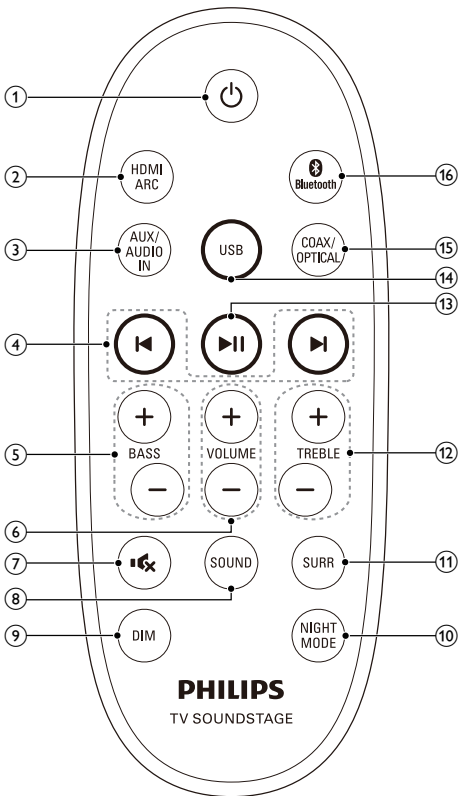 ①
②
HDMI
ARC
Bluetooth
⑯
③
AUX/
AUDIO
IN
USB
COAX/
OPTICAL
⑮
⑭
⑬
④
+
+
+
⑤
BASS
VOLUME
TREBLE
⑫
−
−
−
⑥
⑦
SOUND
SURR
⑪
⑧
⑨
DIM
NIGHT
MODE
⑩
PHILIPS
TV SOUNDSTAGE